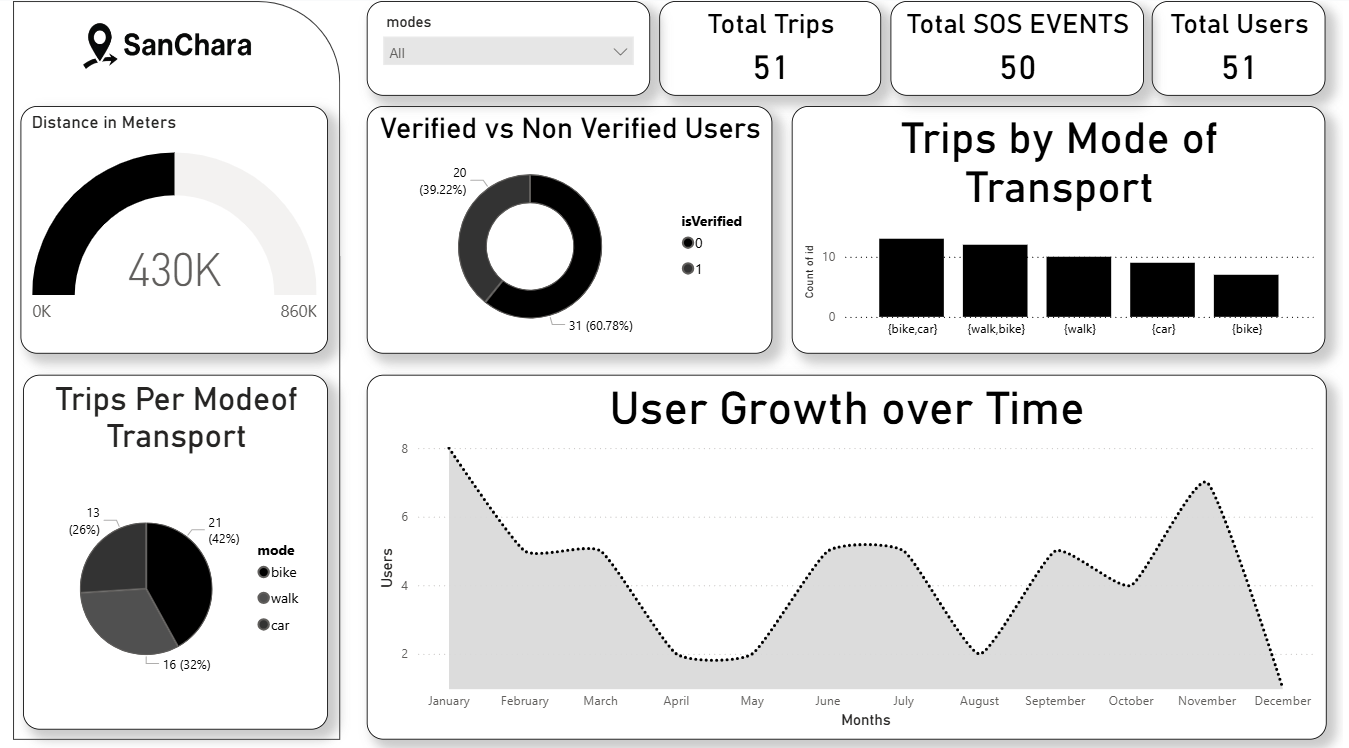 SanChara
modes
All
Total Trips
51
Total SOS EVENTS
50
Total Users
51
Distance in Meters
430K
0K
860K
Verified vs Non Verified Users
20
(39.22%)
31 (60.78%)
isVerified
0
1
Trips by Mode of
Transport
Count of id
10
0
{bike,car}
{walk,bike}
{walk}
{car}
{bike}
Trips Per Modeof
Transport
13
(26%)
21
(42%)
16 (32%)
mode
bike
walk
car
User Growth over Time
Users
8
6
4
2
January
February
March
April
May
June
July
August
September
October
November
December
Months